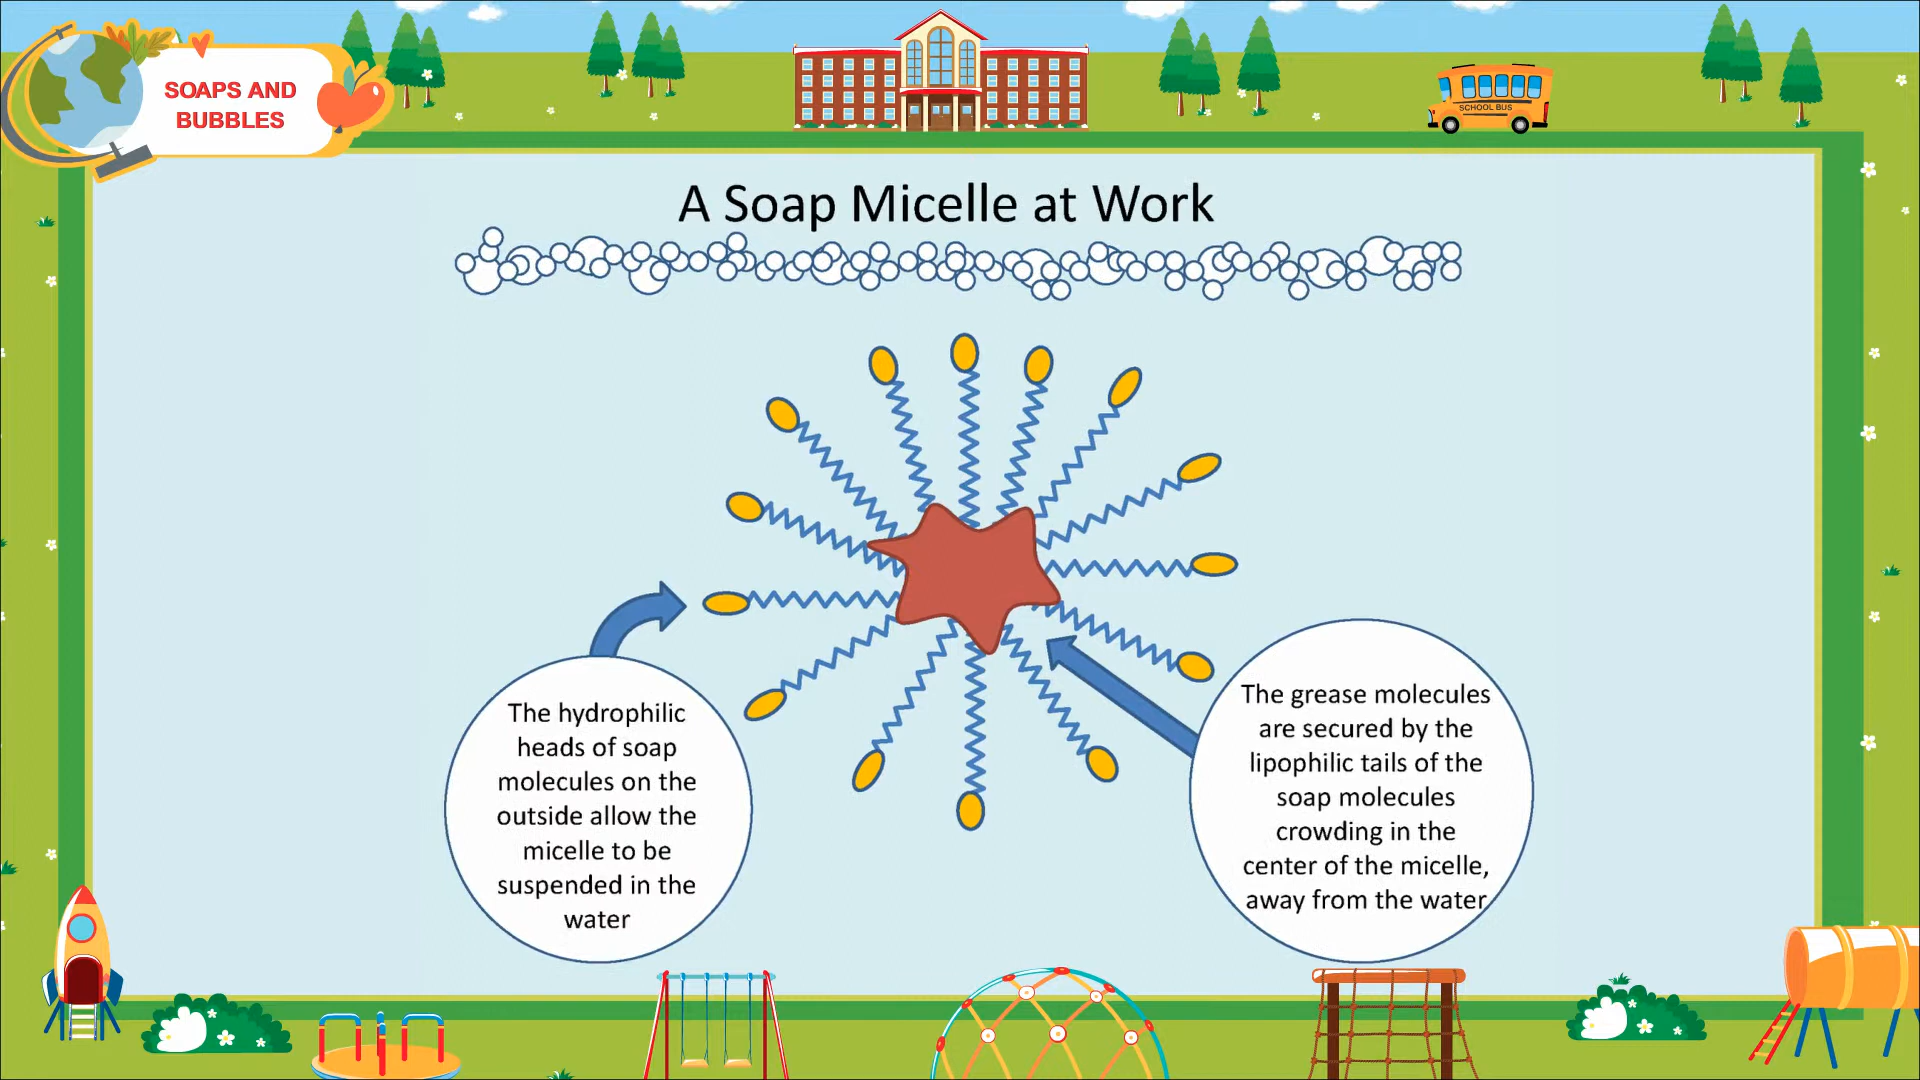 SOAPS AND
BUBBLES
SCHOOL BUS
A Soap Micelle at Work
The hydrophilic
heads of soap
molecules on the
outside allow the
micelle to be
suspended in the
water
The grease molecules
are secured by the
lipophilic tails of the
soap molecules
crowding in the
center of the micelle,
away from the water